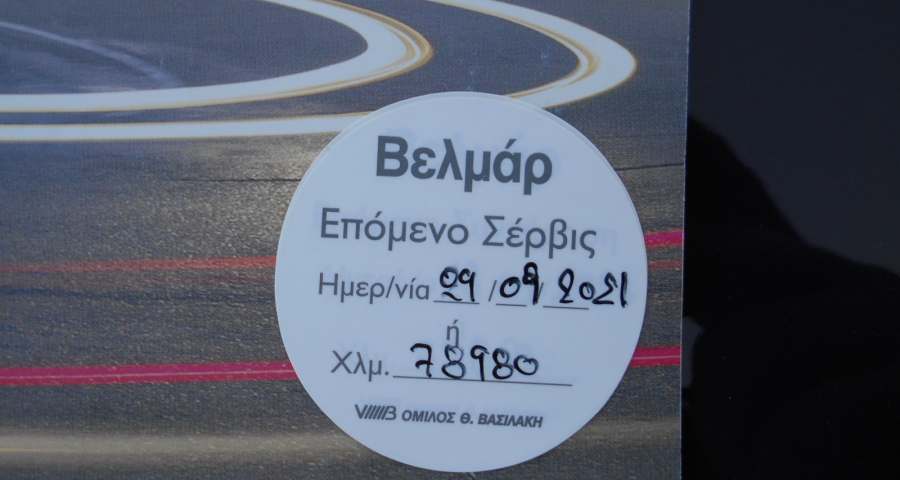 Βελμάρ
Επόμενο Σέρβις
Ημερ/νία 29/09/2021
ή
Χλμ. 78980
ΟΜΙΛΟΣ Θ. ΒΑΣΙΛΑΚΗ